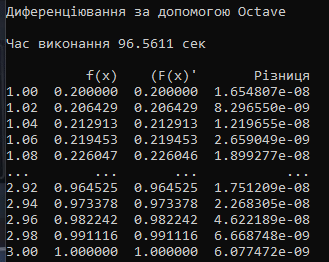 Диференціювання за допомогою Octave
Час виконання 96.5611 сек
f(x) (F(x)' Різниця
1.00 0.200000 0.200000 1.654807e-08
1.02 0.206429 0.206429 8.296550e-09
1.04 0.212913 0.212913 1.219655e-08
1.06 0.219453 0.219453 2.659049e-09
1.08 0.226047 0.226046 1.899277e-08
... ... ... ...
2.92 0.964525 0.964525 1.751209e-08
2.94 0.973378 0.973378 2.268305e-08
2.96 0.982242 0.982242 4.622189e-08
2.98 0.991116 0.991116 6.668748e-09
3.00 1.000000 1.000000 6.077472e-09